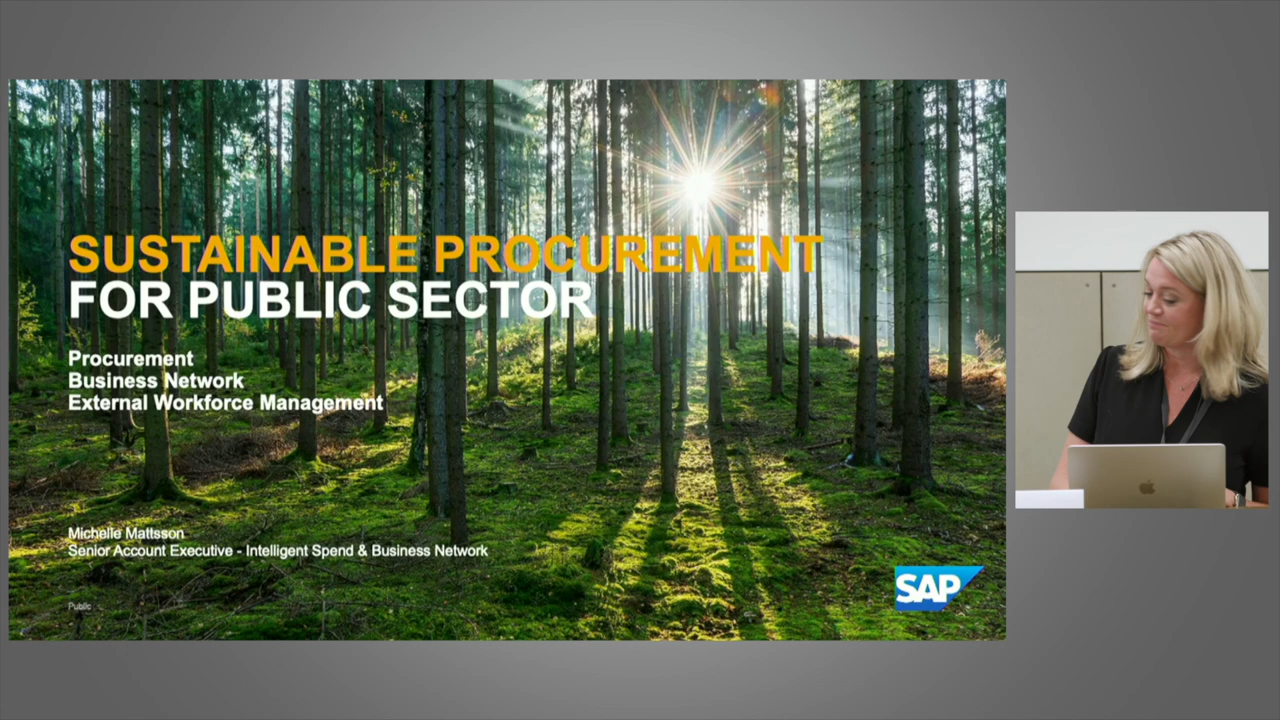 SUSTAINABLE PROCUREMENT
FOR PUBLIC SECTOR
Procurement
Business Network
External Workforce Management
Michelle Mattsson
Senior Account Executive - Intelligent Spend & Business Network
Public
SAP